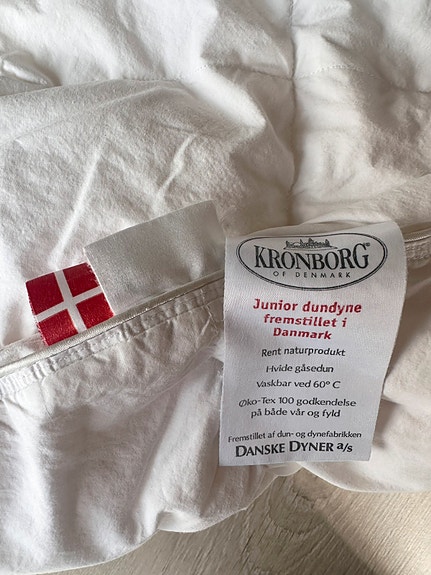 KRONBORG®
OF DENMARK
Junior dundyne
fremstillet i
Danmark
Rent naturprodukt
Hvide gåsedun
Vaskbar ved 60° C
Øko-Tex 100 godkendelse
på både vår og fyld
Fremstillet af dun- og dynefabrikken
DANSKE DYNER a/s